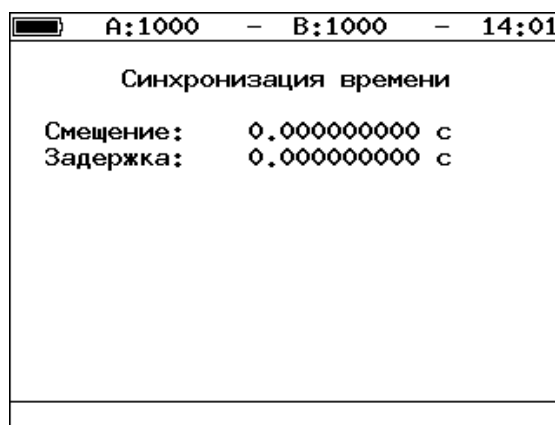 A:1000 – B:1000 – 14:01
Синхронизация времени
Смещение: 0.000000000 с
Задержка: 0.000000000 с